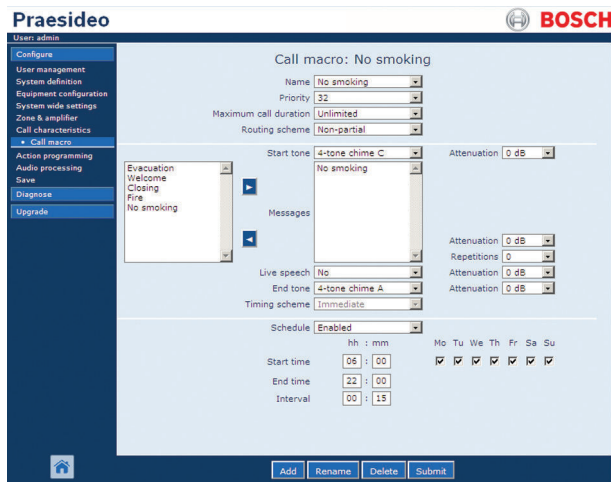 Praesideo
BOSCH
User: admin
Configure
User management
System definition
Equipment configuration
System wide settings
Zone & amplifier
Call characteristics
• Call macro
Action programming
Audio processing
Save
Diagnose
Upgrade
Call macro: No smoking
Name No smoking
Priority 32
Maximum call duration Unlimited
Routing scheme Non-partial
Start tone 4-tone chime C Attenuation 0 dB
Evacuation
Welcome
Closing
Fire
No smoking
Messages
No smoking
Attenuation 0 dB
Repetitions 0
Live speech No Attenuation 0 dB
End tone 4-tone chime A Attenuation 0 dB
Timing scheme Immediate
Schedule Enabled
hh : mm Mo Tu We Th Fr Sa Su
Start time 06 : 00
End time 22 : 00
Interval 00 : 15
Add Rename Delete Submit